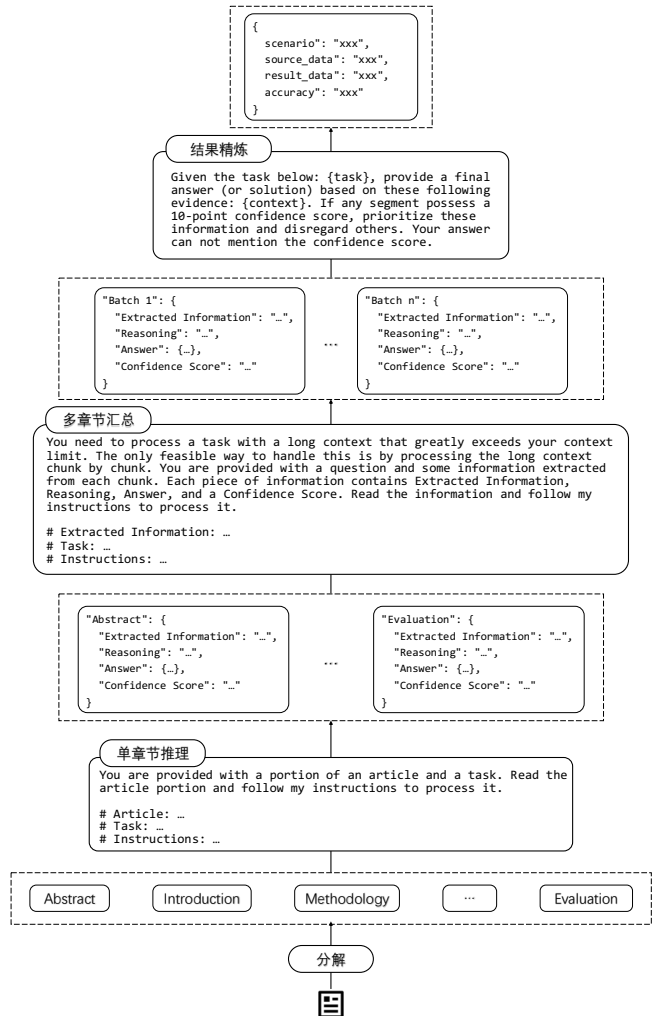 {
"scenario": "xxx",
"source_data": "xxx",
"result_data": "xxx",
"accuracy": "xxx"
}
结果精炼
Given the task below: {task}, provide a final
answer (or solution) based on these following
evidence: {context}. If any segment possess a
10-point confidence score, prioritize these
information and disregard others. Your answer
can not mention the confidence score.
"Batch 1": {
"Extracted Information": "…",
"Reasoning": "…",
"Answer": {…},
"Confidence Score": "…"
}
…
"Batch n": {
"Extracted Information": "…",
"Reasoning": "…",
"Answer": {…},
"Confidence Score": "…"
}
多章节汇总
You need to process a task with a long context that greatly exceeds your context
limit. The only feasible way to handle this is by processing the long context
chunk by chunk. You are provided with a question and some information extracted
from each chunk. Each piece of information contains Extracted Information,
Reasoning, Answer, and a Confidence Score. Read the information and follow my
instructions to process it.
# Extracted Information: …
# Task: …
# Instructions: …
"Abstract": {
"Extracted Information": "…",
"Reasoning": "…",
"Answer": {…},
"Confidence Score": "…"
}
…
"Evaluation": {
"Extracted Information": "…",
"Reasoning": "…",
"Answer": {…},
"Confidence Score": "…"
}
单章节推理
You are provided with a portion of an article and a task. Read the
article portion and follow my instructions to process it.
# Article: …
# Task: …
# Instructions: …
Abstract
Introduction
Methodology
…
Evaluation
分解